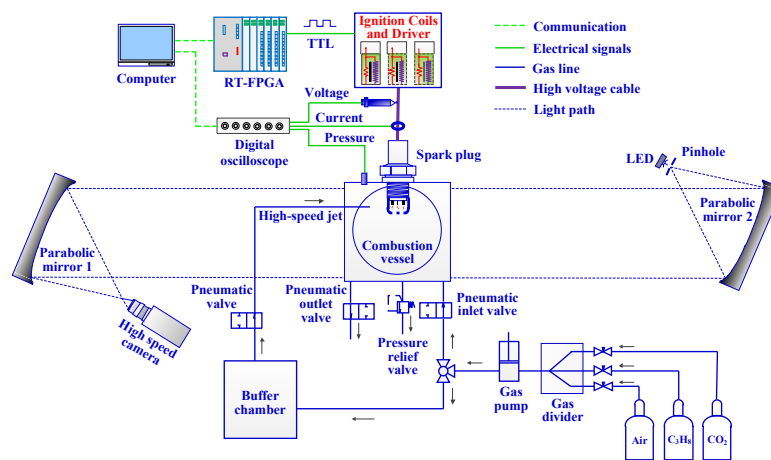 Ignition Coils
and Driver
TTL
Computer
RT-FPGA
Communication
Electrical signals
Gas line
High voltage cable
Light path
Voltage
Current
Pressure
Digital
oscilloscope
Spark plug
LED
Pinhole
High-speed jet
Combustion
vessel
Parabolic
mirror 1
Parabolic
mirror 2
Pneumatic
valve
Pneumatic
outlet
valve
Pneumatic
inlet valve
High speed
camera
Pressure
relief
valve
Buffer
chamber
Gas
pump
Gas
divider
Air
C₃H₈
CO₂